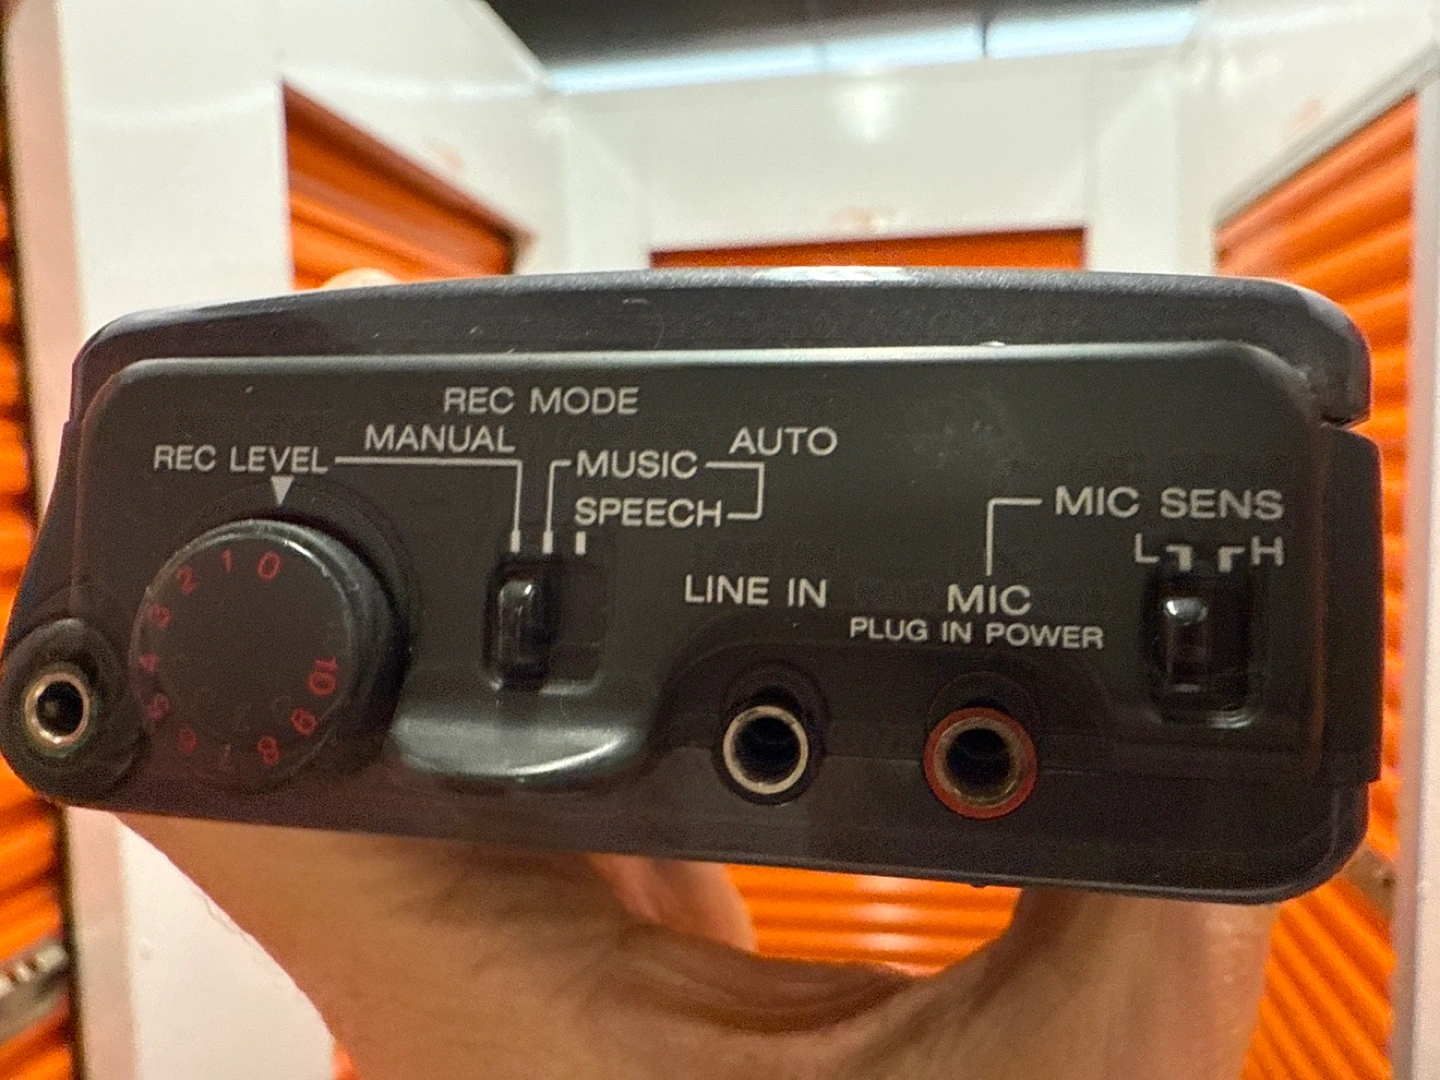 REC MODE
MANUAL
AUTO
REC LEVEL
MUSIC
SPEECH
MIC SENS
L H
LINE IN
MIC
PLUG IN POWER
0
1
2
3
4
5
6
7
8
9
10